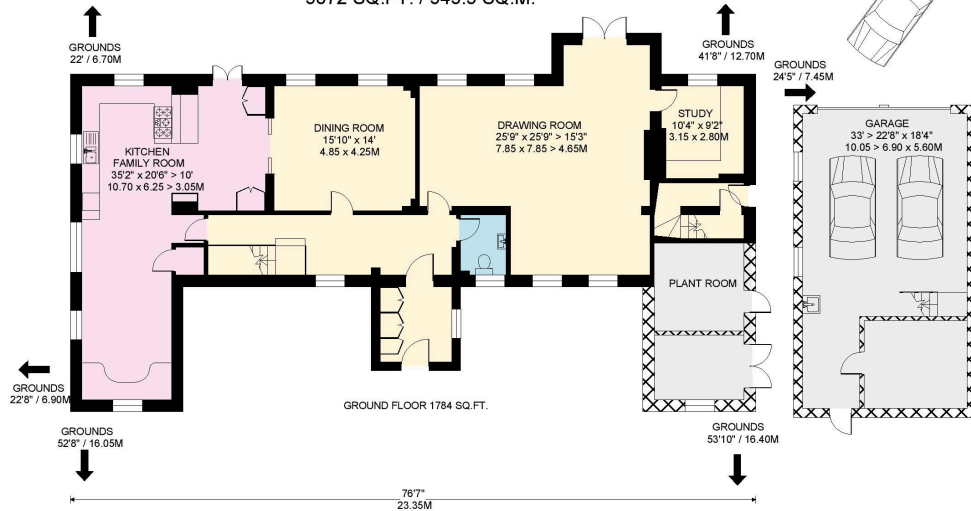 GROUNDS
22' / 6.70M
GROUNDS
41'8" / 12.70M
GROUNDS
24'5" / 7.45M
KITCHEN
FAMILY ROOM
35'2" x 20'6" > 10'
10.70 x 6.25 > 3.05M
DINING ROOM
15'10" x 14'
4.85 x 4.25M
DRAWING ROOM
25'9" x 25'9" > 15'3"
7.85 x 7.85 > 4.65M
STUDY
10'4" x 9'2"
3.15 x 2.80M
GARAGE
33' > 22'8" x 18'4"
10.05 > 6.90 x 5.60M
PLANT ROOM
GROUNDS
22'8" / 6.90M
GROUND FLOOR 1784 SQ.FT.
GROUNDS
52'8" / 16.05M
GROUNDS
53'10" / 16.40M
76'7"
23.35M